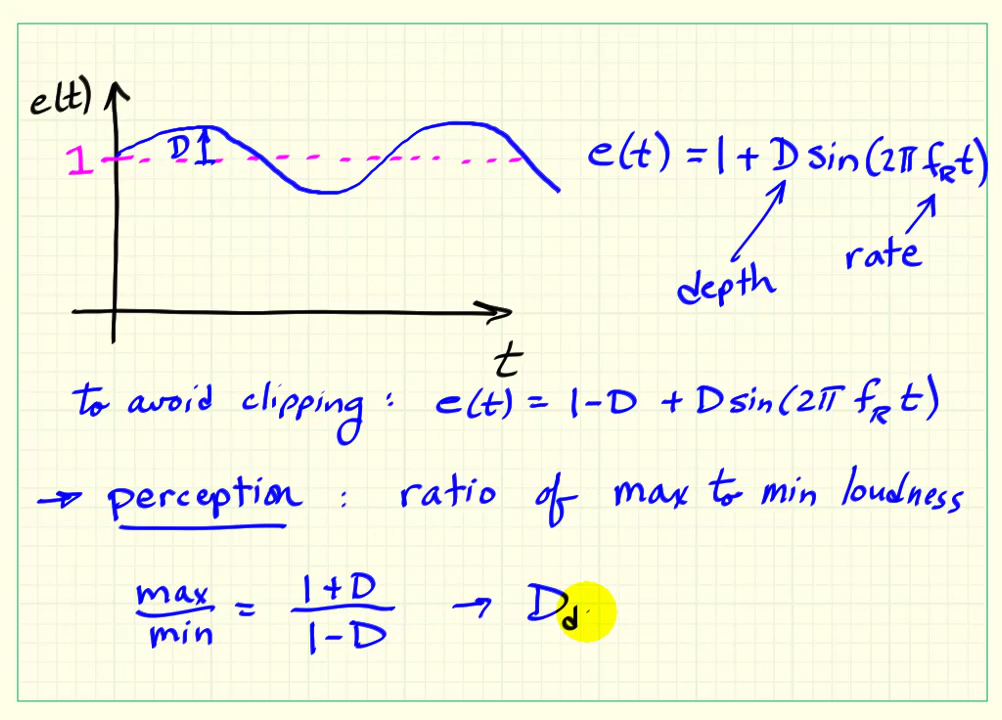 e(t)
D
1
e(t) = 1 + D sin(2π f_R t)
depth
rate
t
to avoid clipping : e(t) = 1-D + D sin(2π f_R t)
→ perception : ratio of max to min loudness
max/min = (1+D)/(1-D) → D_d